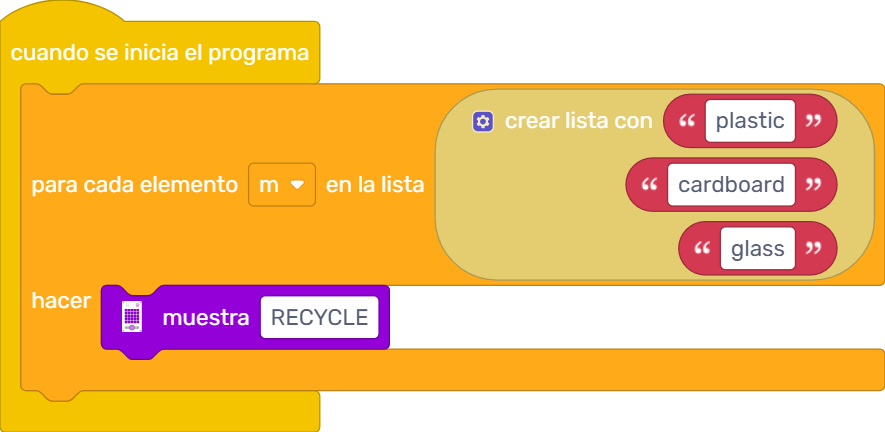 cuando se inicia el programa
crear lista con “ plastic ”
para cada elemento m en la lista “ cardboard ”
“ glass ”
hacer
muestra RECYCLE